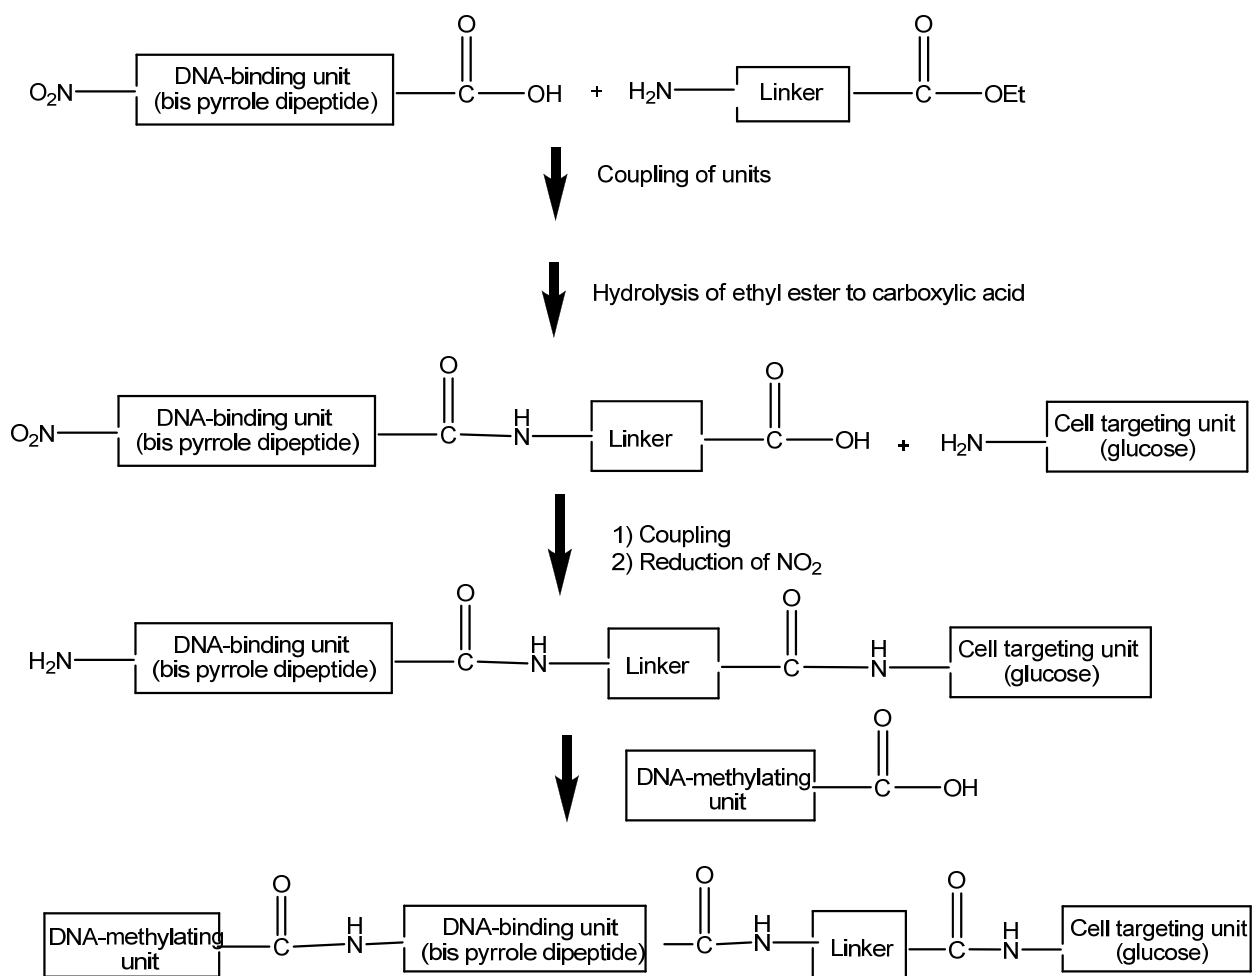 O₂N DNA-binding unit (bis pyrrole dipeptide) C O OH + H₂N Linker C O OEt
Coupling of units
Hydrolysis of ethyl ester to carboxylic acid
O₂N DNA-binding unit (bis pyrrole dipeptide) C O H N Linker C O OH + H₂N Cell targeting unit (glucose)
1) Coupling
2) Reduction of NO₂
H₂N DNA-binding unit (bis pyrrole dipeptide) C O H N Linker C O H N Cell targeting unit (glucose)
DNA-methylating unit C O OH
DNA-methylating unit C O H N DNA-binding unit (bis pyrrole dipeptide) C O H N Linker C O H N Cell targeting unit (glucose)